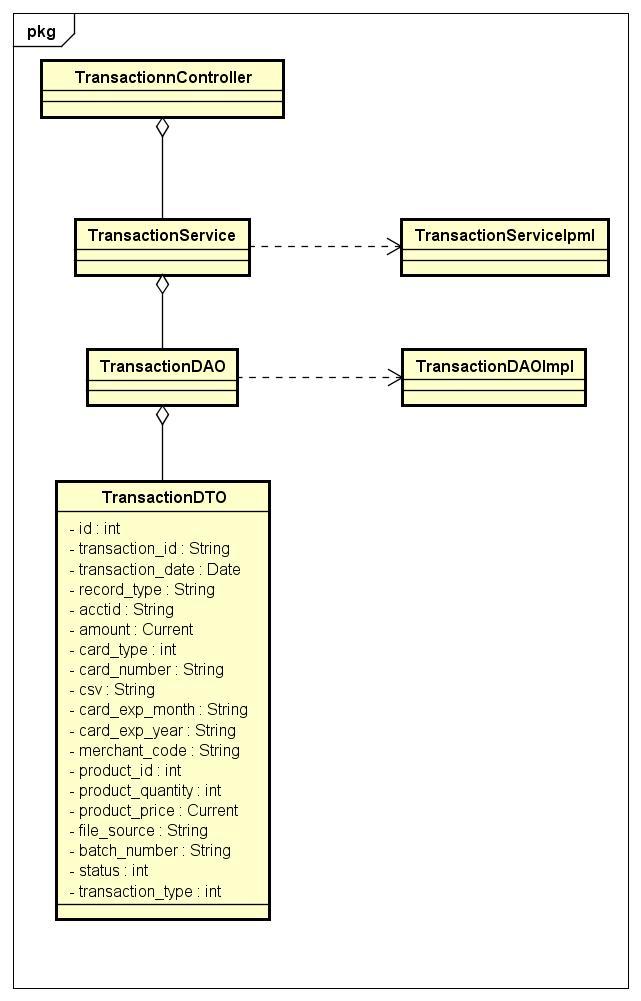 pkg
TransactionnController
TransactionService
TransactionServiceIpml
TransactionDAO
TransactionDAOImpl
TransactionDTO
- id : int
- transaction_id : String
- transaction_date : Date
- record_type : String
- acctid : String
- amount : Current
- card_type : int
- card_number : String
- csv : String
- card_exp_month : String
- card_exp_year : String
- merchant_code : String
- product_id : int
- product_quantity : int
- product_price : Current
- file_source : String
- batch_number : String
- status : int
- transaction_type : int